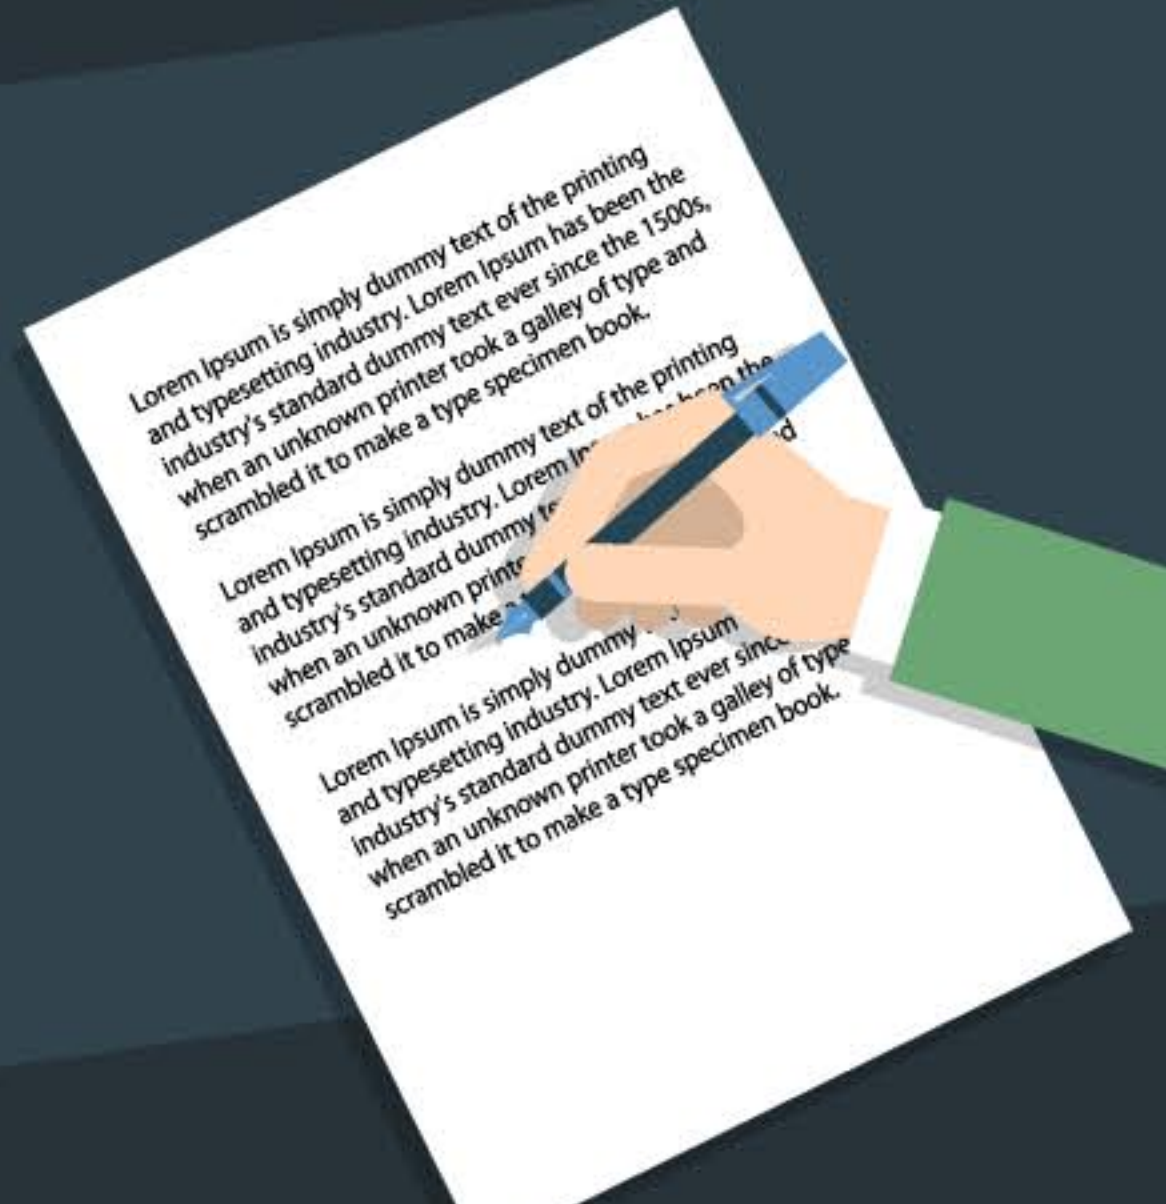 Lorem Ipsum is simply dummy text of the printing
and typesetting industry. Lorem Ipsum has been the
industry's standard dummy text ever since the 1500s,
when an unknown printer took a galley of type and
scrambled it to make a type specimen book.
Lorem Ipsum is simply dummy text of the printing
and typesetting industry. Lorem been the
industry's standard dummy
when an unknown
scrambled it to make
Lorem Ipsum is simply dummy
and typesetting industry. Lorem Ipsum
industry's standard dummy text ever since
when an unknown printer took a galley of type
scrambled it to make a type specimen book.